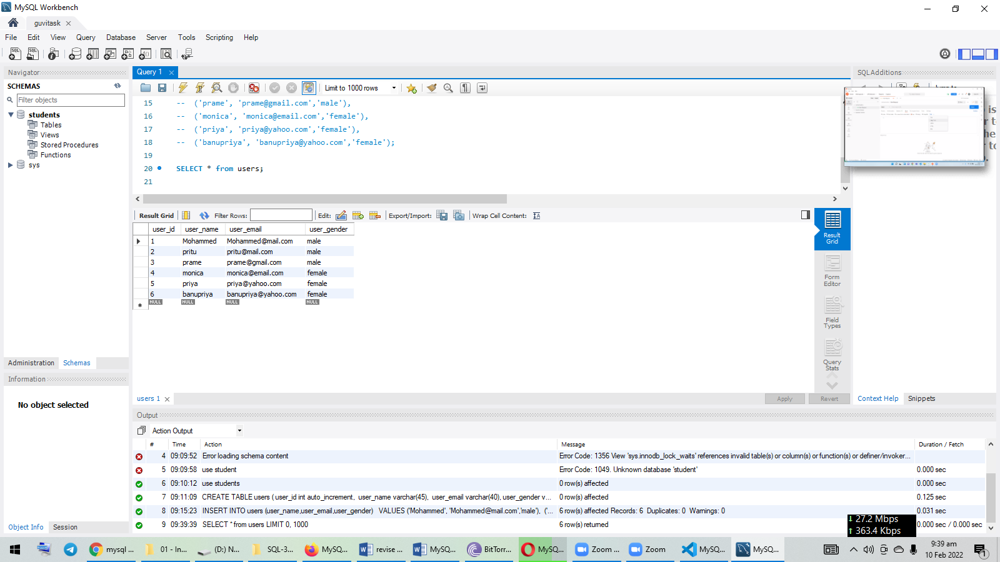 MySQL Workbench
guvitask
File Edit View Query Database Server Tools Scripting Help
Navigator
SCHEMAS
Filter objects
students
Tables
Views
Stored Procedures
Functions
sys
Administration Schemas
Information
No object selected
Object Info Session
Query 1
Limit to 1000 rows
15 -- ('prame', 'prame@gmail.com','male'),
16 -- ('monica', 'monica@email.com','female'),
17 -- ('priya', 'priya@yahoo.com','female'),
18 -- ('banupriya', 'banupriya@yahoo.com','female');
19
20 SELECT * from users;
21
Result Grid Filter Rows: Edit: Export/Import: Wrap Cell Content:
user_id user_name user_email user_gender
1 Mohammed Mohammed@mail.com male
2 pritu pritu@mail.com male
3 prame prame@gmail.com male
4 monica monica@email.com female
5 priya priya@yahoo.com female
6 banupriya banupriya@yahoo.com female
NULL NULL NULL NULL
Result
Grid
Form
Editor
Field
Types
Query
Stats
users 1
Apply Revert
SQLAdditions
Context Help Snippets
Output
Action Output
# Time Action Message Duration / Fetch
4 09:09:52 Error loading schema content Error Code: 1356 View 'sys.innodb_lock_waits' references invalid table(s) or column(s) or function(s) or definer/invoker...
5 09:09:58 use student Error Code: 1049. Unknown database 'student' 0.000 sec
6 09:10:12 use students 0 row(s) affected 0.000 sec
7 09:11:09 CREATE TABLE users ( user_id int auto_increment, user_name varchar(45), user_email varchar(40), user_gender v... 0 row(s) affected 0.125 sec
8 09:15:23 INSERT INTO users (user_name,user_email,user_gender) VALUES ('Mohammed', 'Mohammed@mail.com','male'), ('... 6 row(s) affected Records: 6 Duplicates: 0 Warnings: 0 0.031 sec
9 09:39:39 SELECT * from users LIMIT 0, 1000 6 row(s) returned 0.000 sec / 0.000 sec
27.2 Mbps
363.4 Kbps
mysql ... 01 - In... (D:) N... SQL-3... MySQ... revise ... MySQ... BitTorr... MySQ... Zoom ... Zoom MySQ... MySQ...
9:39 am
10 Feb 2022
1